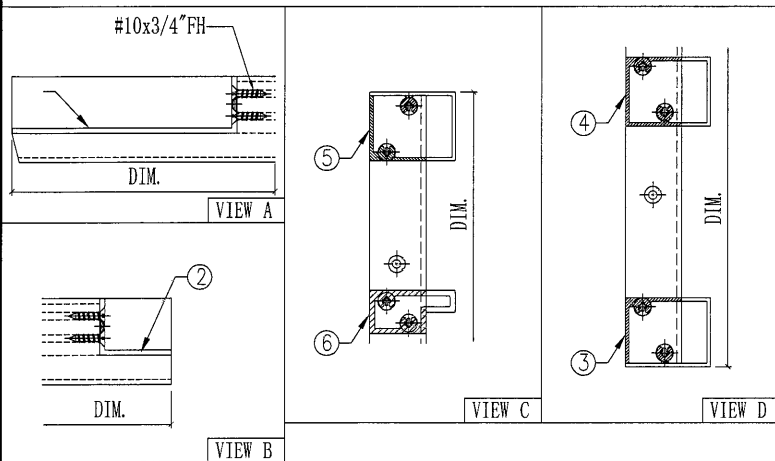 #10x3/4"FH
DIM.
VIEW A
2
DIM.
VIEW B
5
6
DIM.
VIEW C
4
3
DIM.
VIEW D